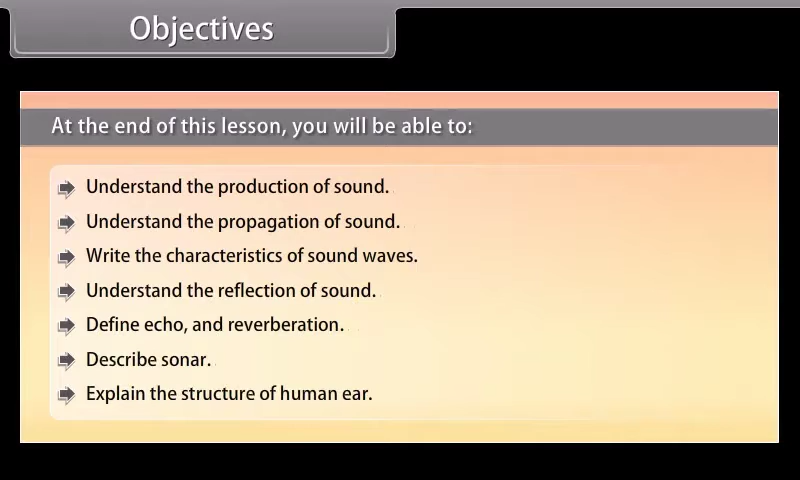 Objectives
At the end of this lesson, you will be able to:
Understand the production of sound.
Understand the propagation of sound.
Write the characteristics of sound waves.
Understand the reflection of sound.
Define echo, and reverberation.
Describe sonar.
Explain the structure of human ear.